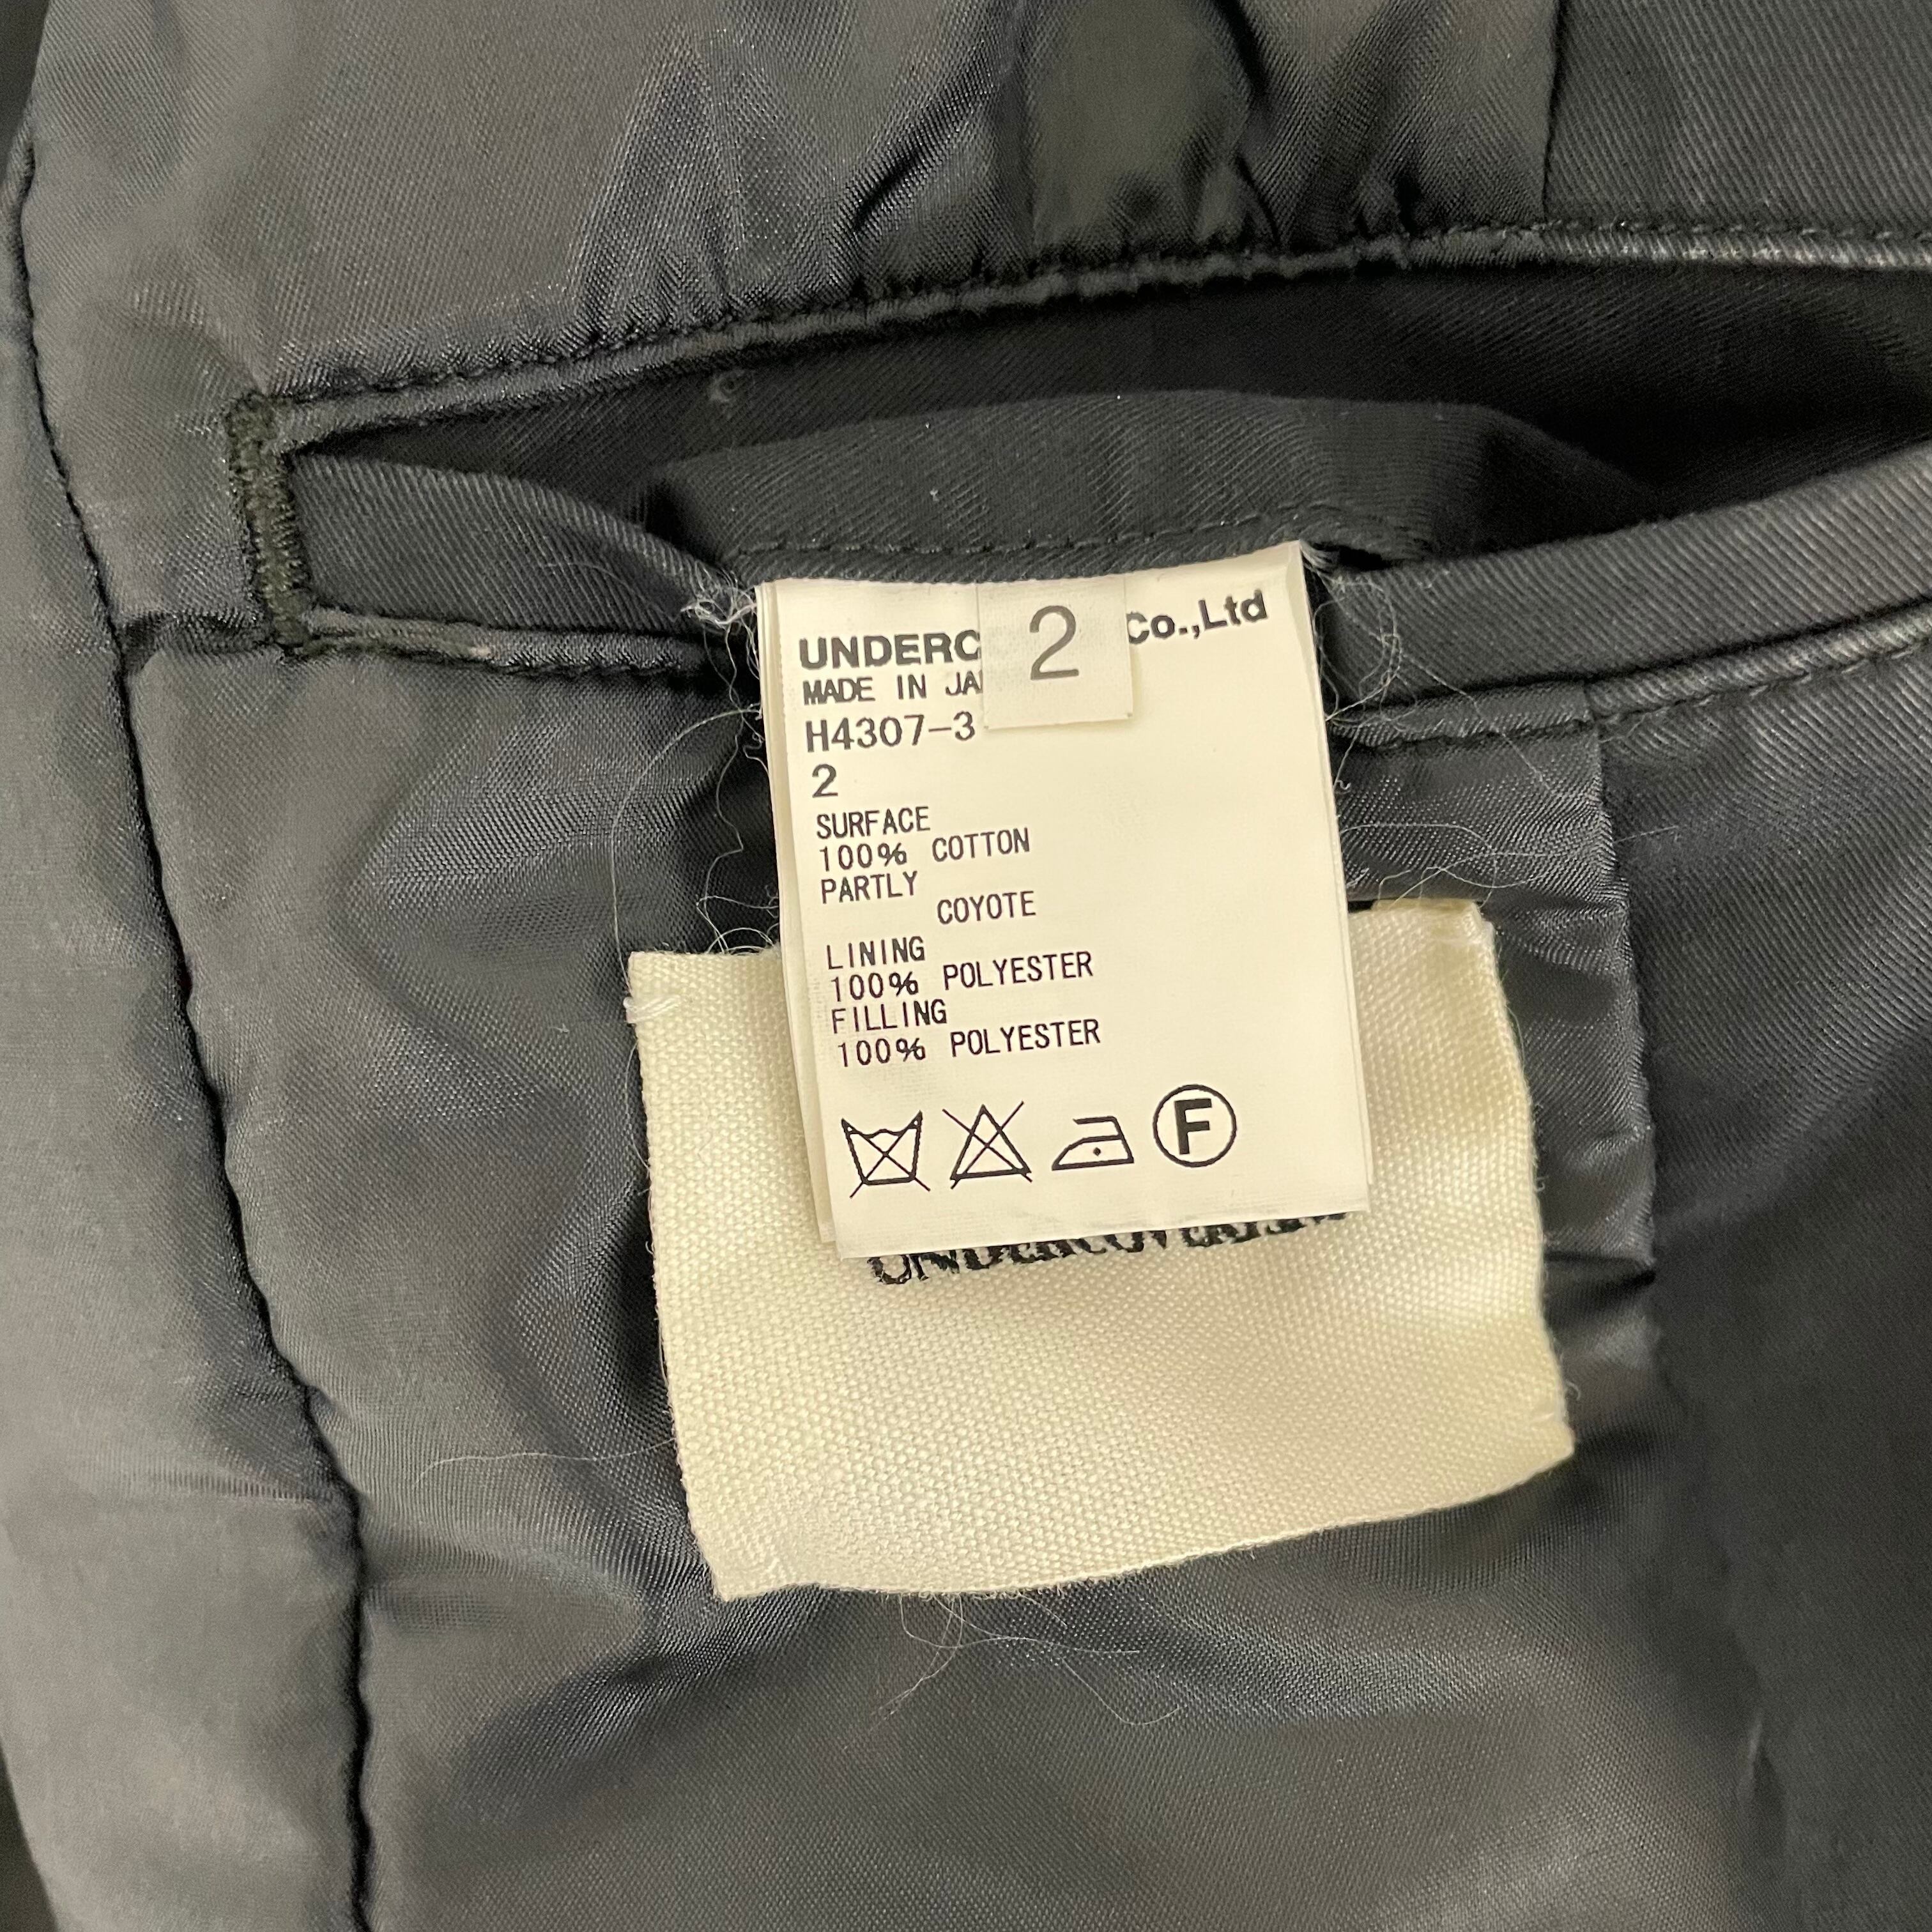 2
UNDERC Co.,Ltd
MADE IN JA
H4307-3
2
SURFACE
100% COTTON
PARTLY
COYOTE
LINING
100% POLYESTER
FILLING
100% POLYESTER
F